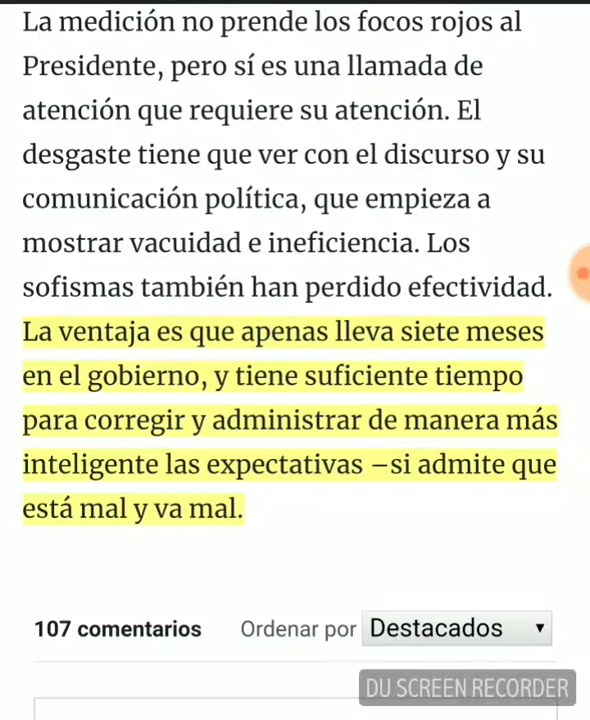 La medición no prende los focos rojos al
Presidente, pero sí es una llamada de
atención que requiere su atención. El
desgaste tiene que ver con el discurso y su
comunicación política, que empieza a
mostrar vacuidad e ineficiencia. Los
sofismas también han perdido efectividad.
La ventaja es que apenas lleva siete meses
en el gobierno, y tiene suficiente tiempo
para corregir y administrar de manera más
inteligente las expectativas –si admite que
está mal y va mal.
107 comentarios Ordenar por Destacados
DU SCREEN RECORDER